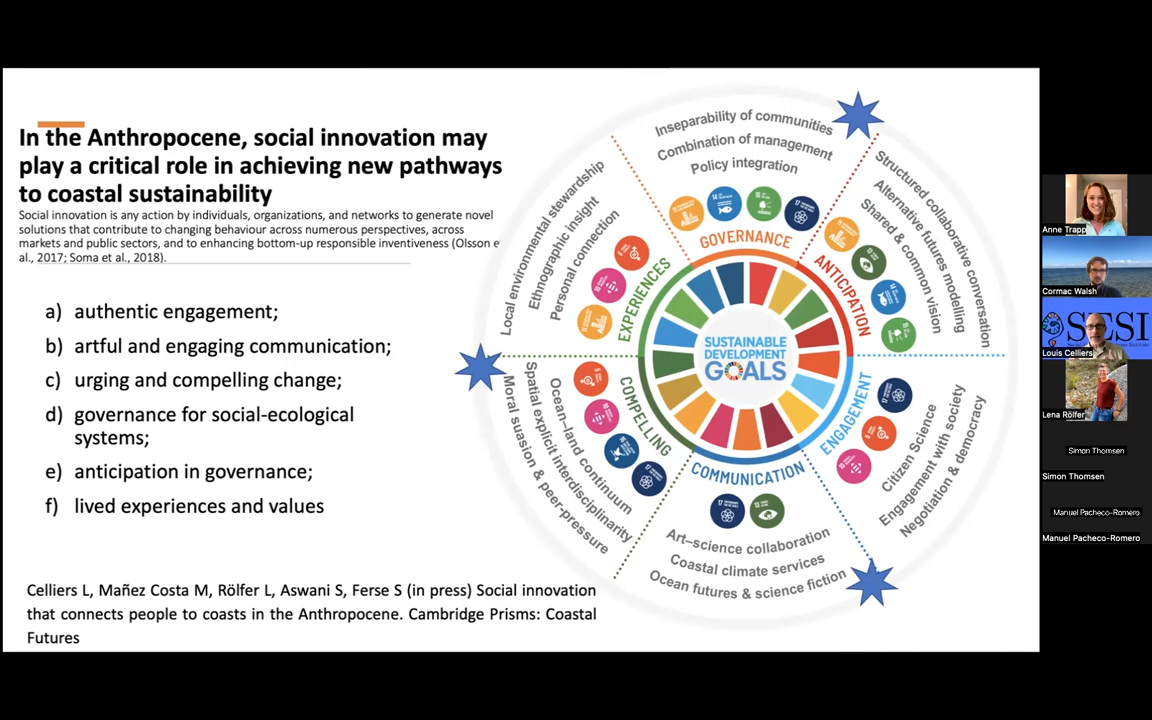 In the Anthropocene, social innovation may
play a critical role in achieving new pathways
to coastal sustainability
Social innovation is any action by individuals, organizations, and networks to generate novel
solutions that contribute to changing behaviour across numerous perspectives, across
markets and public sectors, and to enhancing bottom-up responsible inventiveness (Olsson e
al., 2017; Soma et al., 2018).
a) authentic engagement;
b) artful and engaging communication;
c) urging and compelling change;
d) governance for social-ecological
systems;
e) anticipation in governance;
f) lived experiences and values
Celliers L, Mañez Costa M, Rölfer L, Aswani S, Ferse S (in press) Social innovation
that connects people to coasts in the Anthropocene. Cambridge Prisms: Coastal
Futures
Inseparability of communities
Combination of management
Policy integration
GOVERNANCE
Structured collaborative conversation
Alternative futures modelling
Shared & common vision
ANTICIPATION
Citizen Science
Engagement with society
Negotiation & democracy
ENGAGEMENT
COMMUNICATION
Art–science collaboration
Coastal climate services
Ocean futures & science fiction
COMPELLING
Ocean–land continuum
Spatial explicit interdisciplinarity
Moral suasion & peer-pressure
Local environmental stewardship
Ethnographic insight
Personal connection
EXPERIENCES
SUSTAINABLE
DEVELOPMENT
GOALS
Anne Trapp
Cormac Walsh
SESI
Louis Celliers
Lena Rölfer
Simon Thomsen
Simon Thomsen
Manuel Pacheco-Romero
Manuel Pacheco-Romero